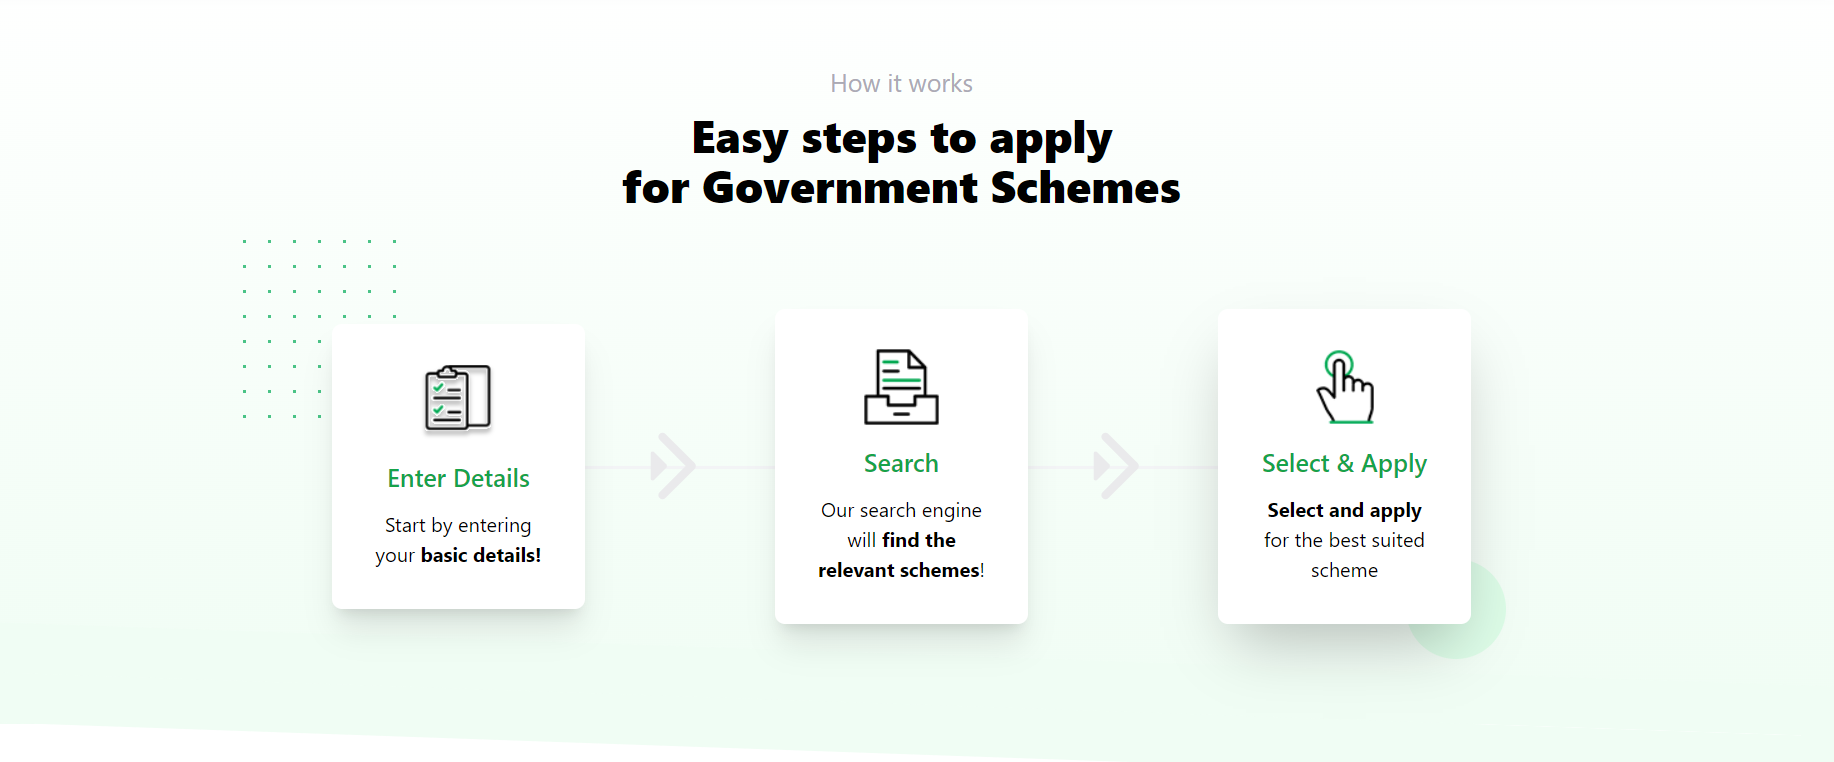 How it works
Easy steps to apply
for Government Schemes
Enter Details
Start by entering
your basic details!
Search
Our search engine
will find the
relevant schemes!
Select & Apply
Select and apply
for the best suited
scheme